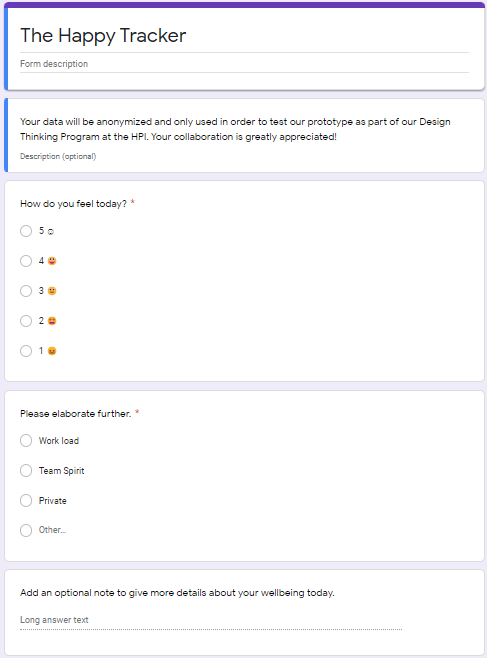 The Happy Tracker
Form description
Your data will be anonymized and only used in order to test our prototype as part of our Design
Thinking Program at the HPI. Your collaboration is greatly appreciated!
Description (optional)
How do you feel today? *
5
4
3
2
1
Please elaborate further. *
Work load
Team Spirit
Private
Other...
Add an optional note to give more details about your wellbeing today.
Long answer text